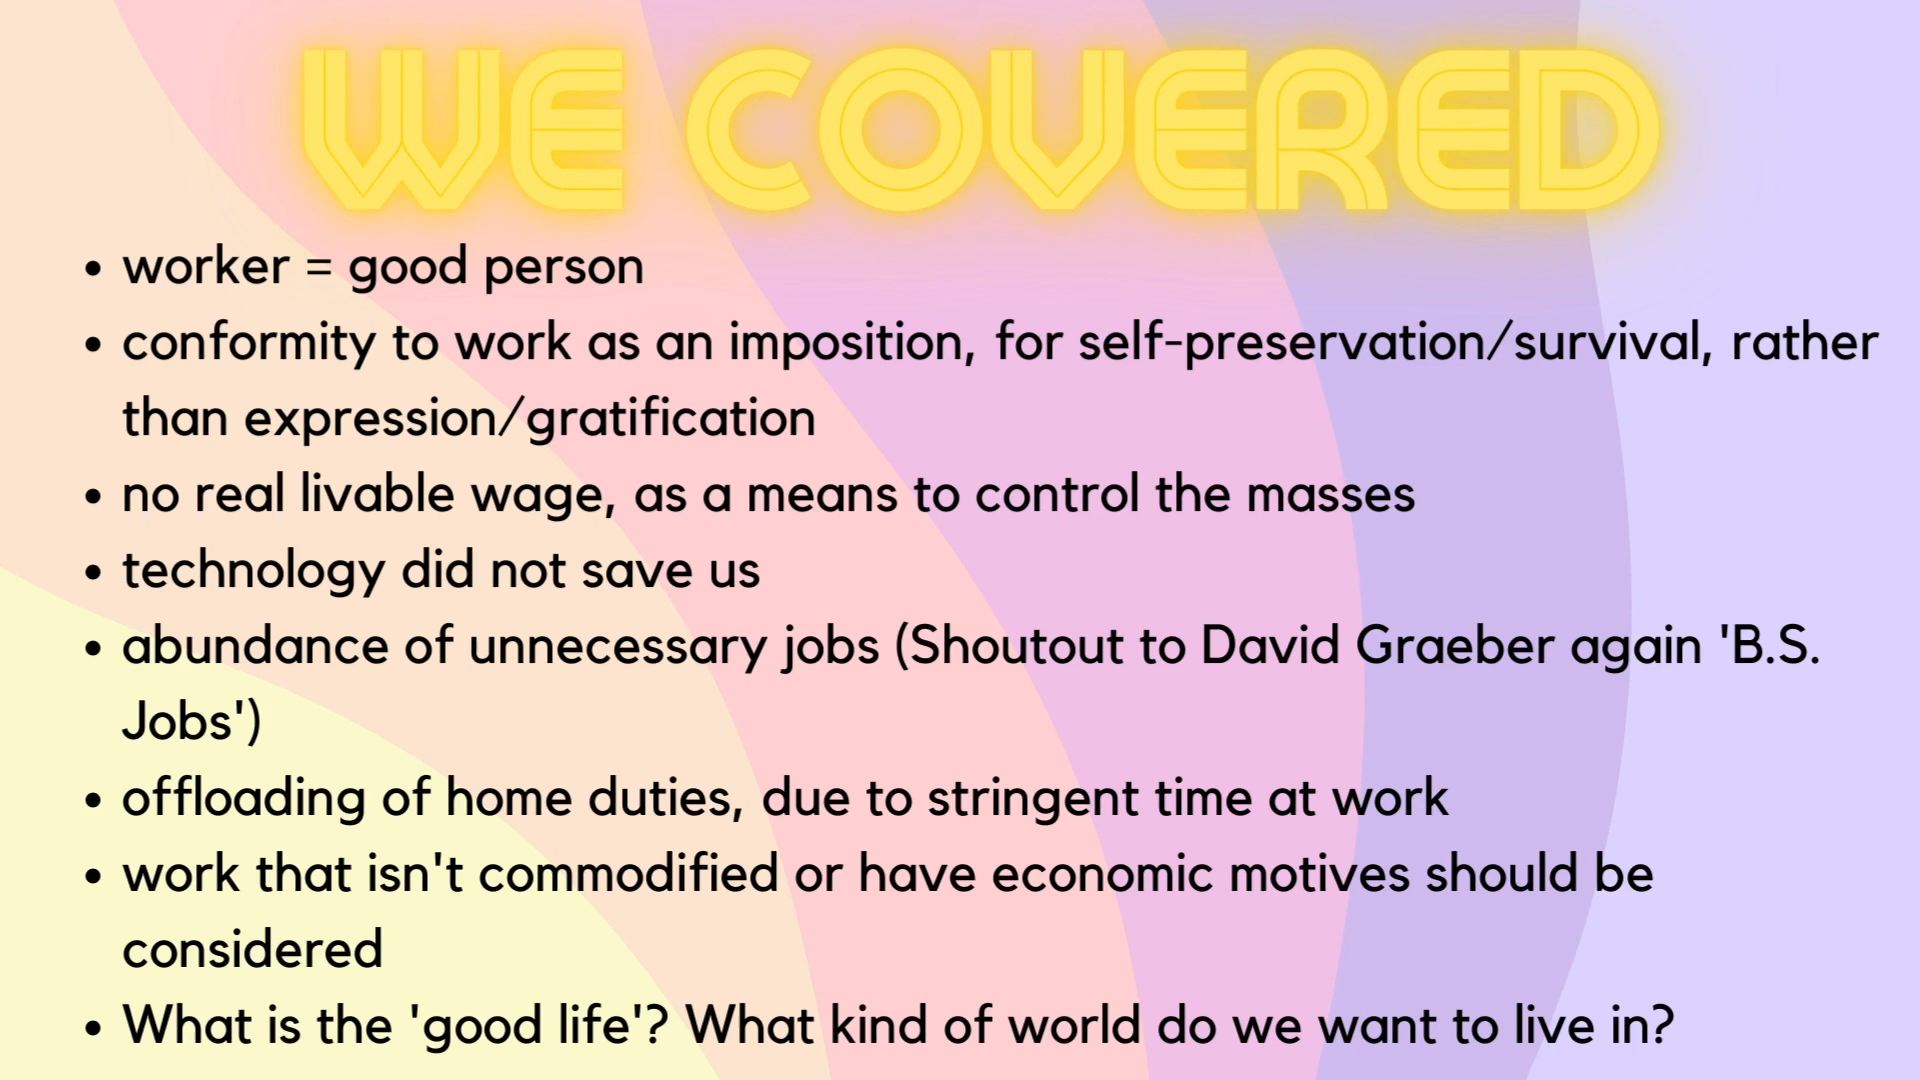 WE COVERED
• worker = good person
• conformity to work as an imposition, for self-preservation/survival, rather
than expression/gratification
• no real livable wage, as a means to control the masses
• technology did not save us
• abundance of unnecessary jobs (Shoutout to David Graeber again 'B.S.
Jobs')
• offloading of home duties, due to stringent time at work
• work that isn't commodified or have economic motives should be
considered
• What is the 'good life'? What kind of world do we want to live in?